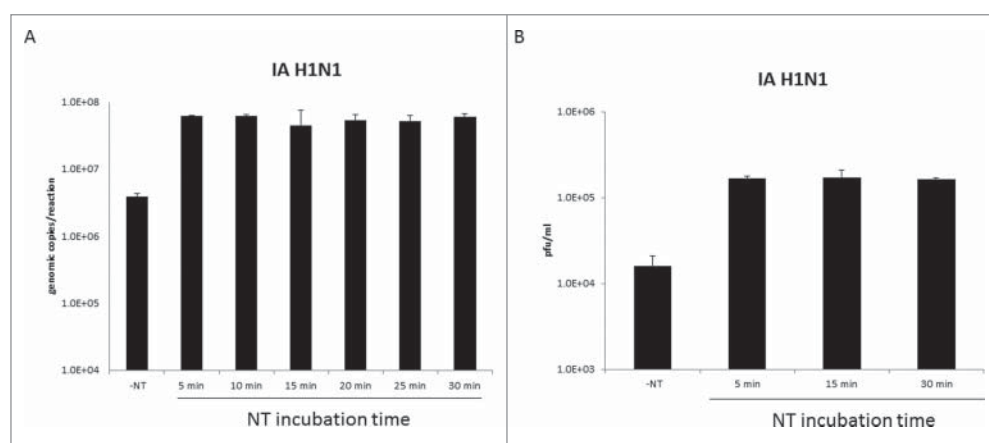 A
IA H1N1
genomic copies/reaction
1.0E+08
1.0E+07
1.0E+06
1.0E+05
1.0E+04
-NT 5 min 10 min 15 min 20 min 25 min 30 min
NT incubation time
B
IA H1N1
pfu/ml
1.0E+06
1.0E+05
1.0E+04
1.0E+03
-NT 5 min 15 min 30 min
NT incubation time